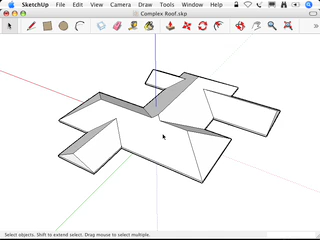 SketchUp File Edit View Camera Draw Tools Window Help
Complex Roof.skp
Select objects. Shift to extend select. Drag mouse to select multiple.